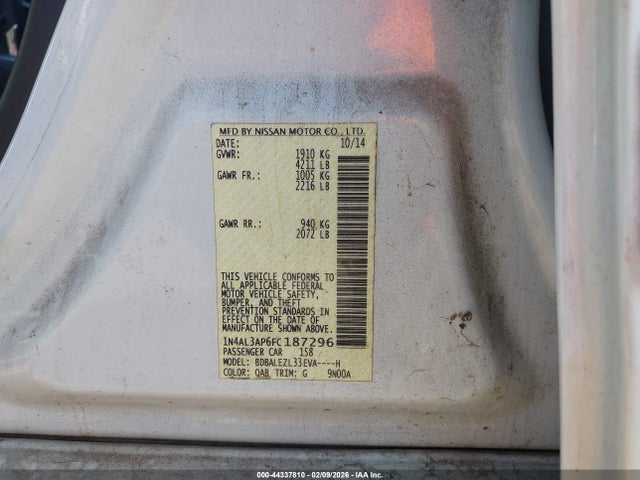 MFD BY NISSAN MOTOR CO., LTD.
DATE: 10/14
GVWR: 1910 KG
4211 LB
GAWR FR.: 1005 KG
2216 LB
GAWR RR.: 940 KG
2072 LB
THIS VEHICLE CONFORMS TO
ALL APPLICABLE FEDERAL
MOTOR VEHICLE SAFETY,
BUMPER, AND THEFT
PREVENTION STANDARDS IN
EFFECT ON THE DATE OF
MANUFACTURE SHOWN ABOVE.
1N4AL3AP6FC187296
PASSENGER CAR 158
MODEL: BDBALEZL33EVA----H
COLOR: QAB TRIM: G 9N00A
000-44337810 - 02/09/2026 - © IAA Holdings, LLC